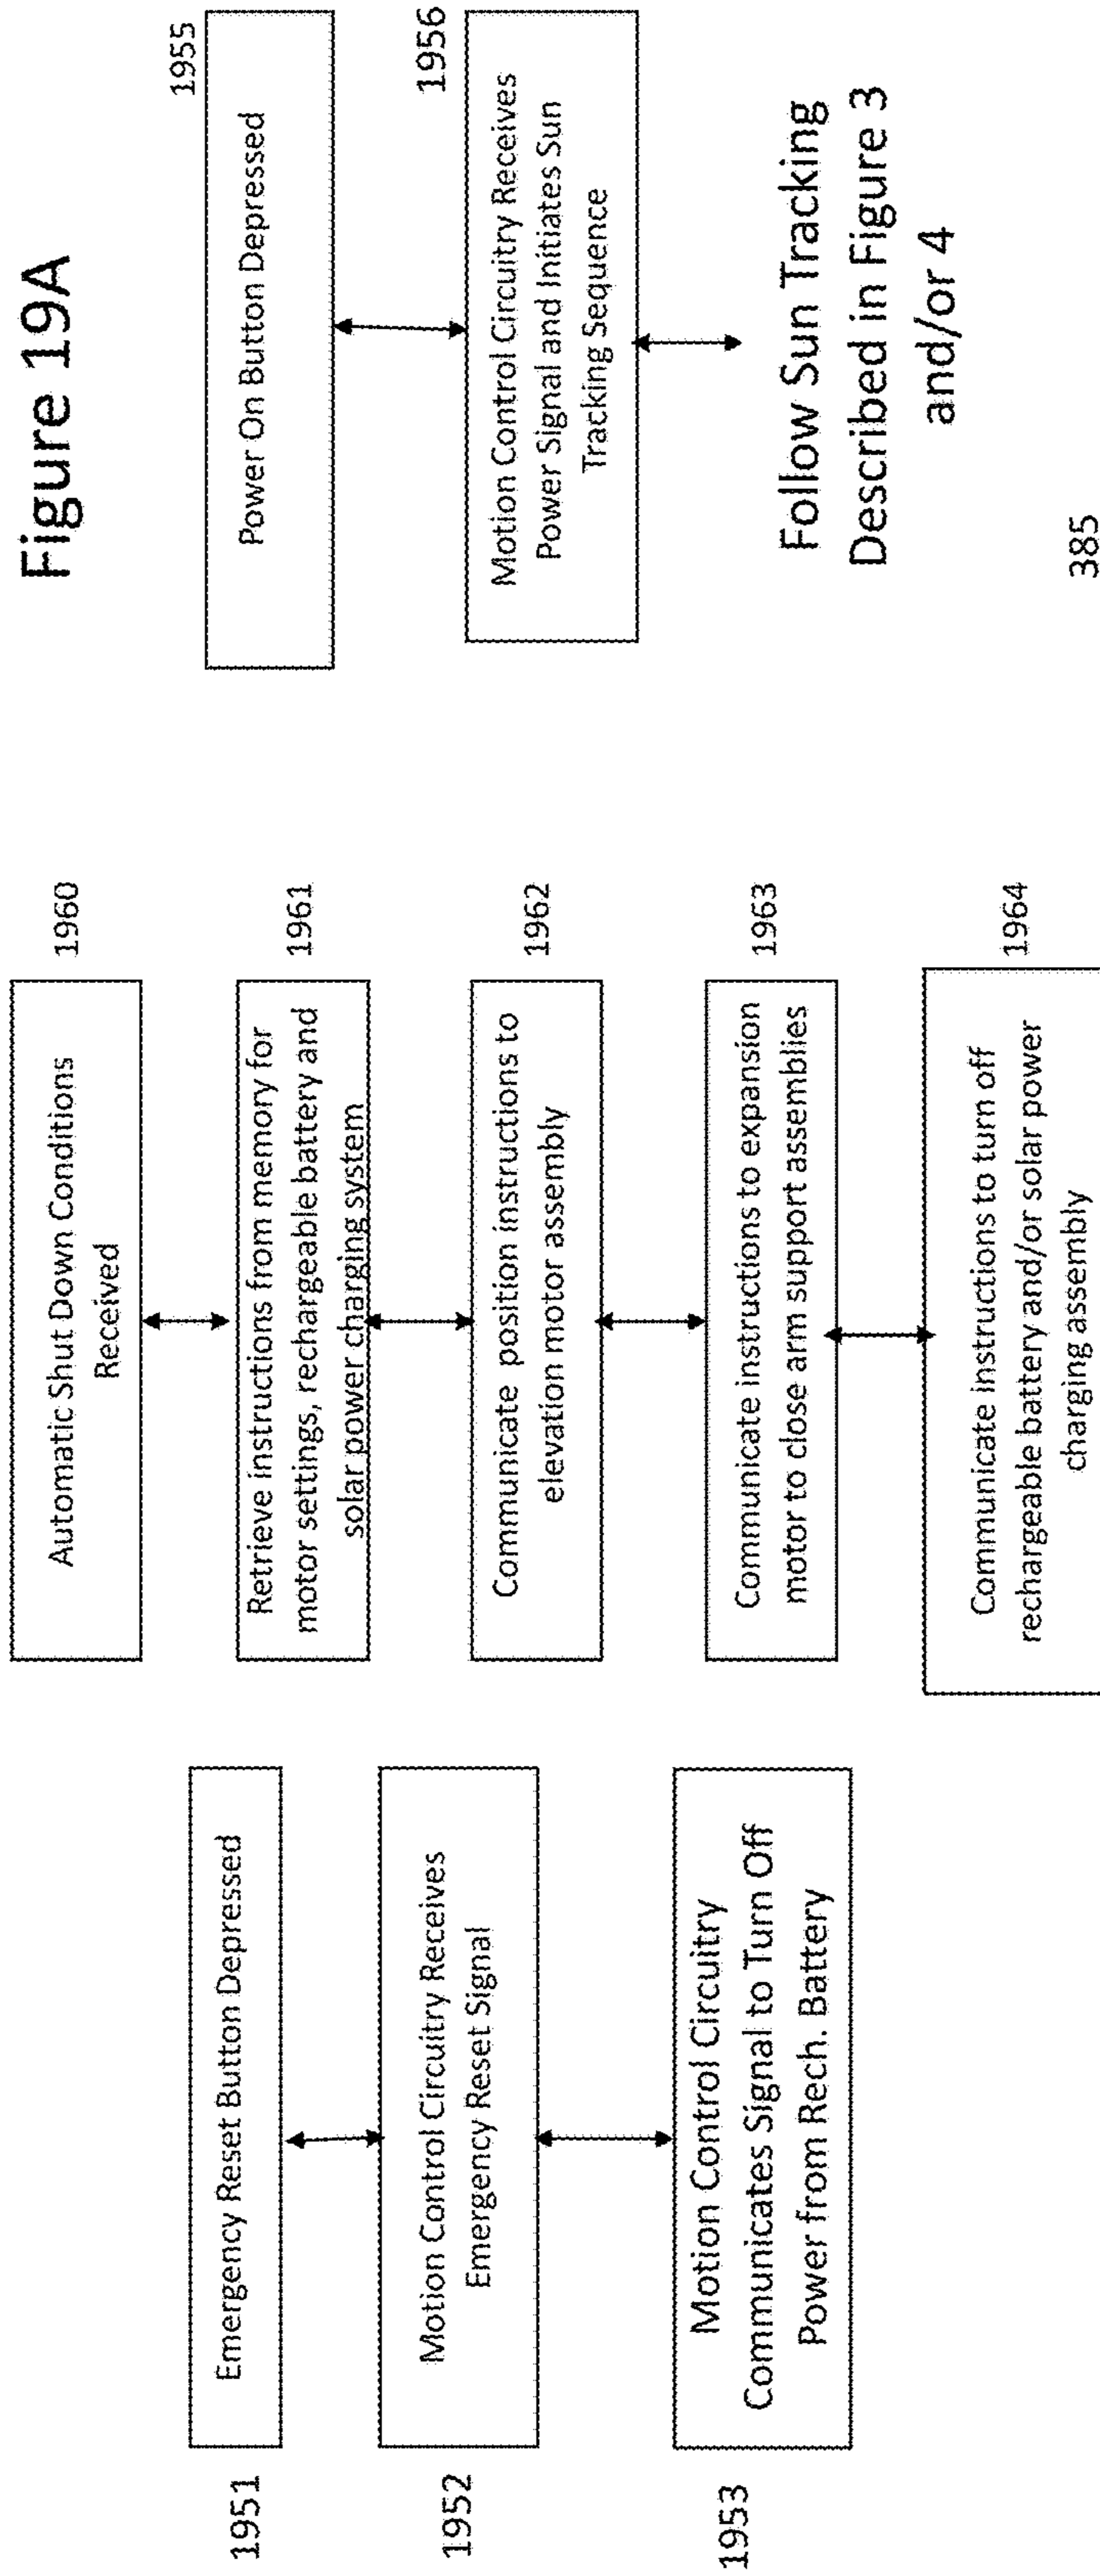 Figure 19A
1951
Emergency Reset Button Depressed
1952
Motion Control Circuitry Receives
Emergency Reset Signal
1953
Motion Control Circuitry
Communicates Signal to Turn Off
Power from Rech. Battery
1960
Automatic Shut Down Conditions
Received
1961
Retrieve instructions from memory for
motor settings, rechargeable battery and
solar power charging system
1962
Communicate position instructions to
elevation motor assembly
1963
Communicate instructions to expansion
motor to close arm support assemblies
1964
Communicate instructions to turn off
rechargeable battery and/or solar power
charging assembly
1955
Power On Button Depressed
1956
Motion Control Circuitry Receives
Power Signal and Initiates Sun
Tracking Sequence
Follow Sun Tracking
Described in Figure 3
and/or 4
385